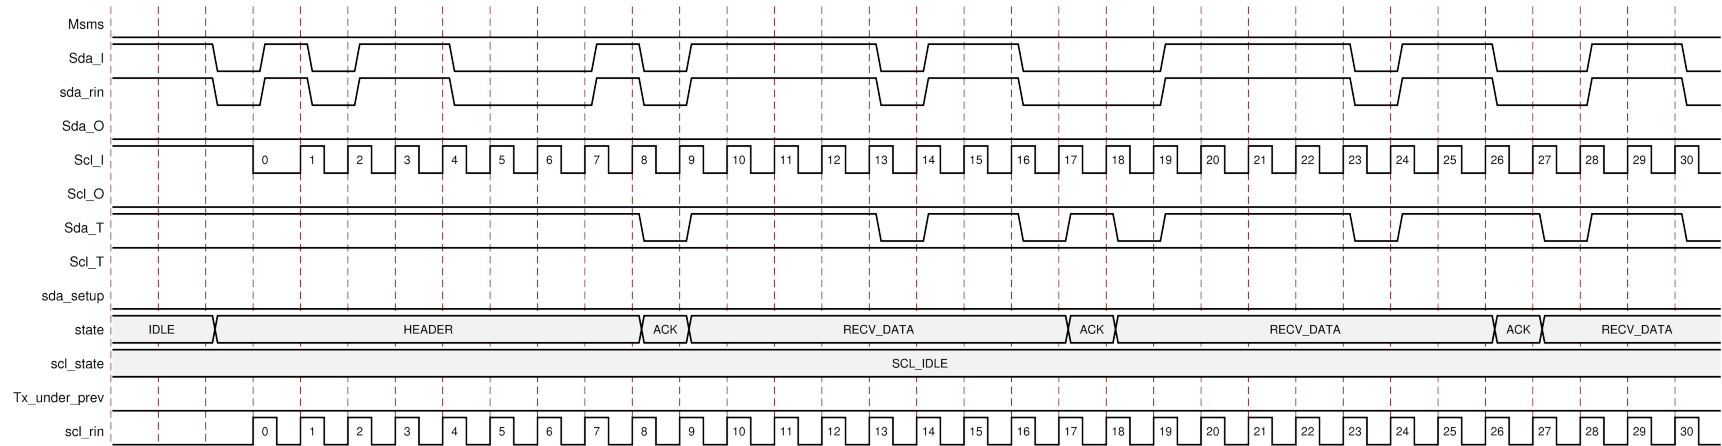 Msms
Sda_I
sda_rin
Sda_O
Scl_I 0 1 2 3 4 5 6 7 8 9 10 11 12 13 14 15 16 17 18 19 20 21 22 23 24 25 26 27 28 29 30
Scl_O
Sda_T
Scl_T
sda_setup
state IDLE HEADER ACK RECV_DATA ACK RECV_DATA ACK RECV_DATA
scl_state SCL_IDLE
Tx_under_prev
scl_rin 0 1 2 3 4 5 6 7 8 9 10 11 12 13 14 15 16 17 18 19 20 21 22 23 24 25 26 27 28 29 30